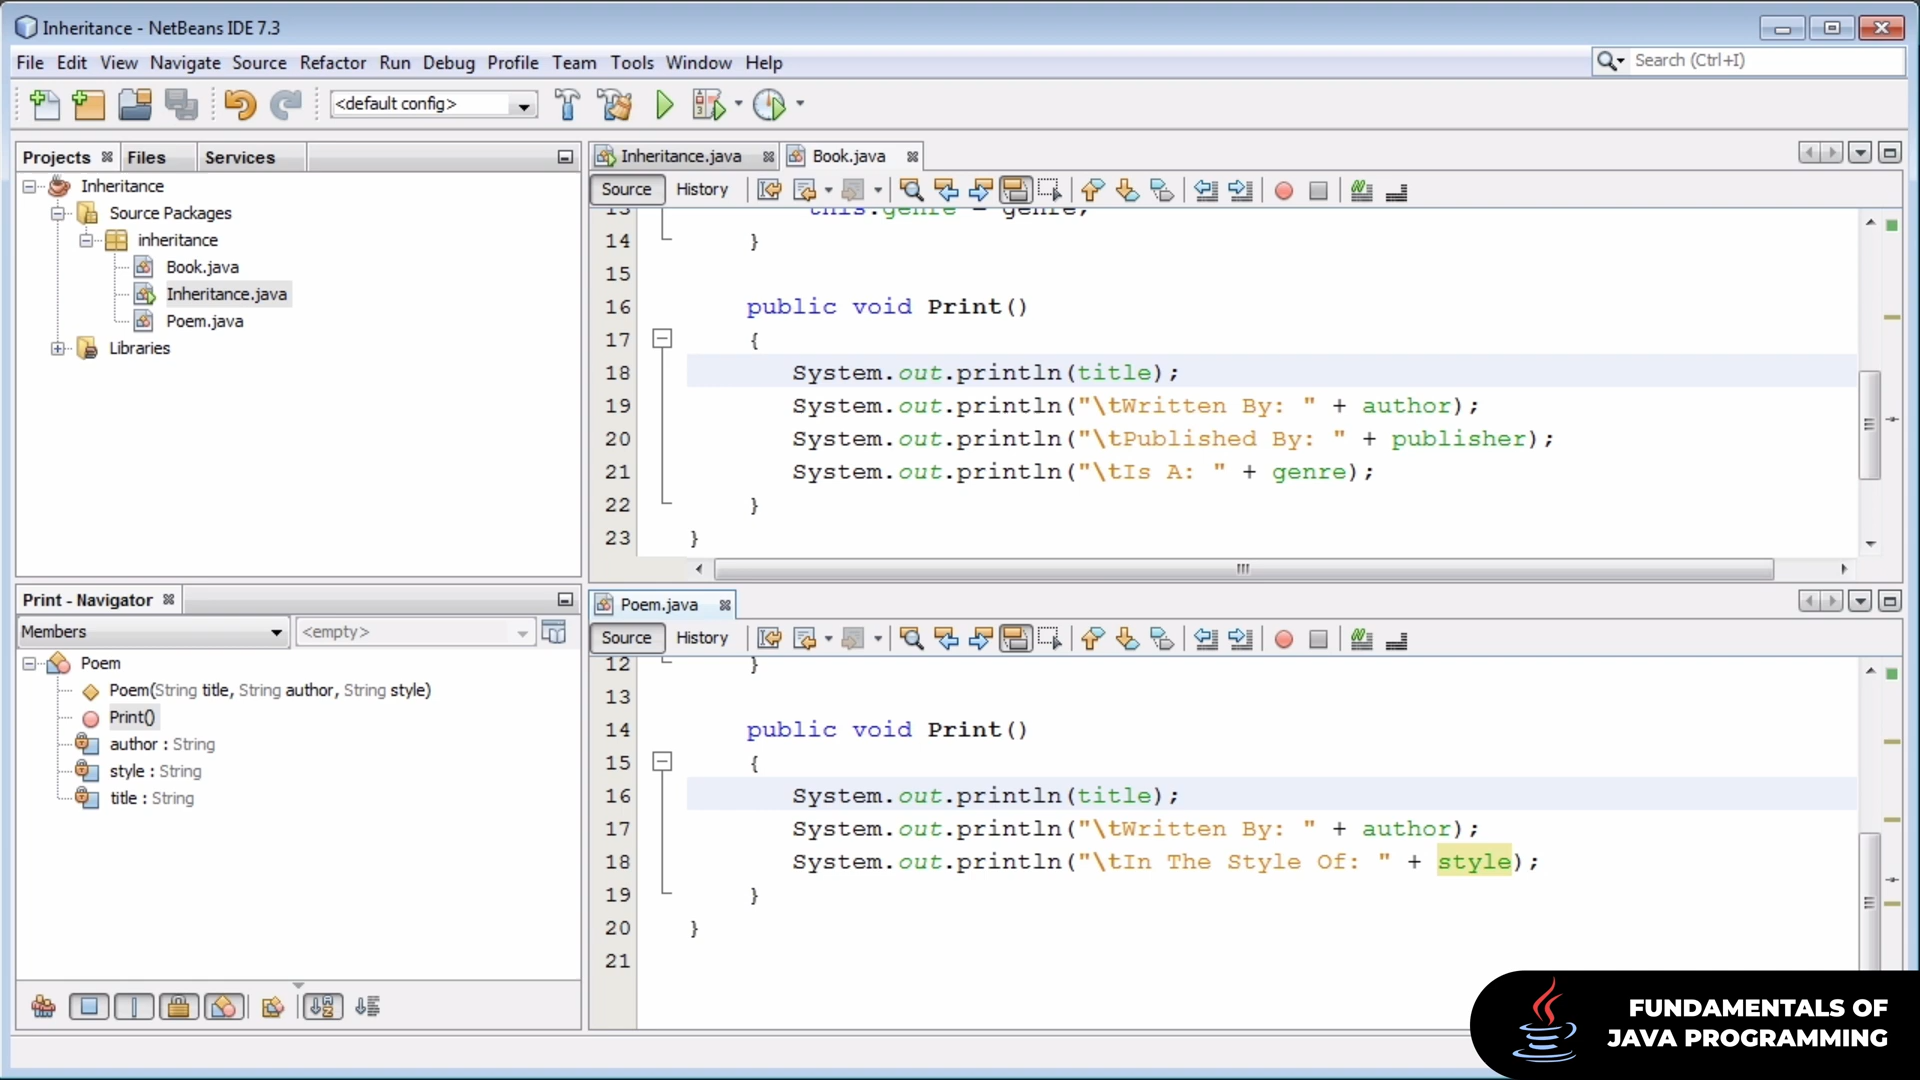 Inheritance - NetBeans IDE 7.3
File Edit View Navigate Source Refactor Run Debug Profile Team Tools Window Help
Search (Ctrl+I)
<default config>
Projects Files Services
Inheritance
Source Packages
inheritance
Book.java
Inheritance.java
Poem.java
Libraries
Print - Navigator
Members
<empty>
Poem
Poem(String title, String author, String style)
Print()
author : String
style : String
title : String
Inheritance.java Book.java
Source History
13 this.genre = genre;
14 }
15
16 public void Print()
17 {
18 System.out.println(title);
19 System.out.println("\tWritten By: " + author);
20 System.out.println("\tPublished By: " + publisher);
21 System.out.println("\tIs A: " + genre);
22 }
23 }
Poem.java
Source History
12 }
13
14 public void Print()
15 {
16 System.out.println(title);
17 System.out.println("\tWritten By: " + author);
18 System.out.println("\tIn The Style Of: " + style);
19 }
20 }
21
FUNDAMENTALS OF
JAVA PROGRAMMING